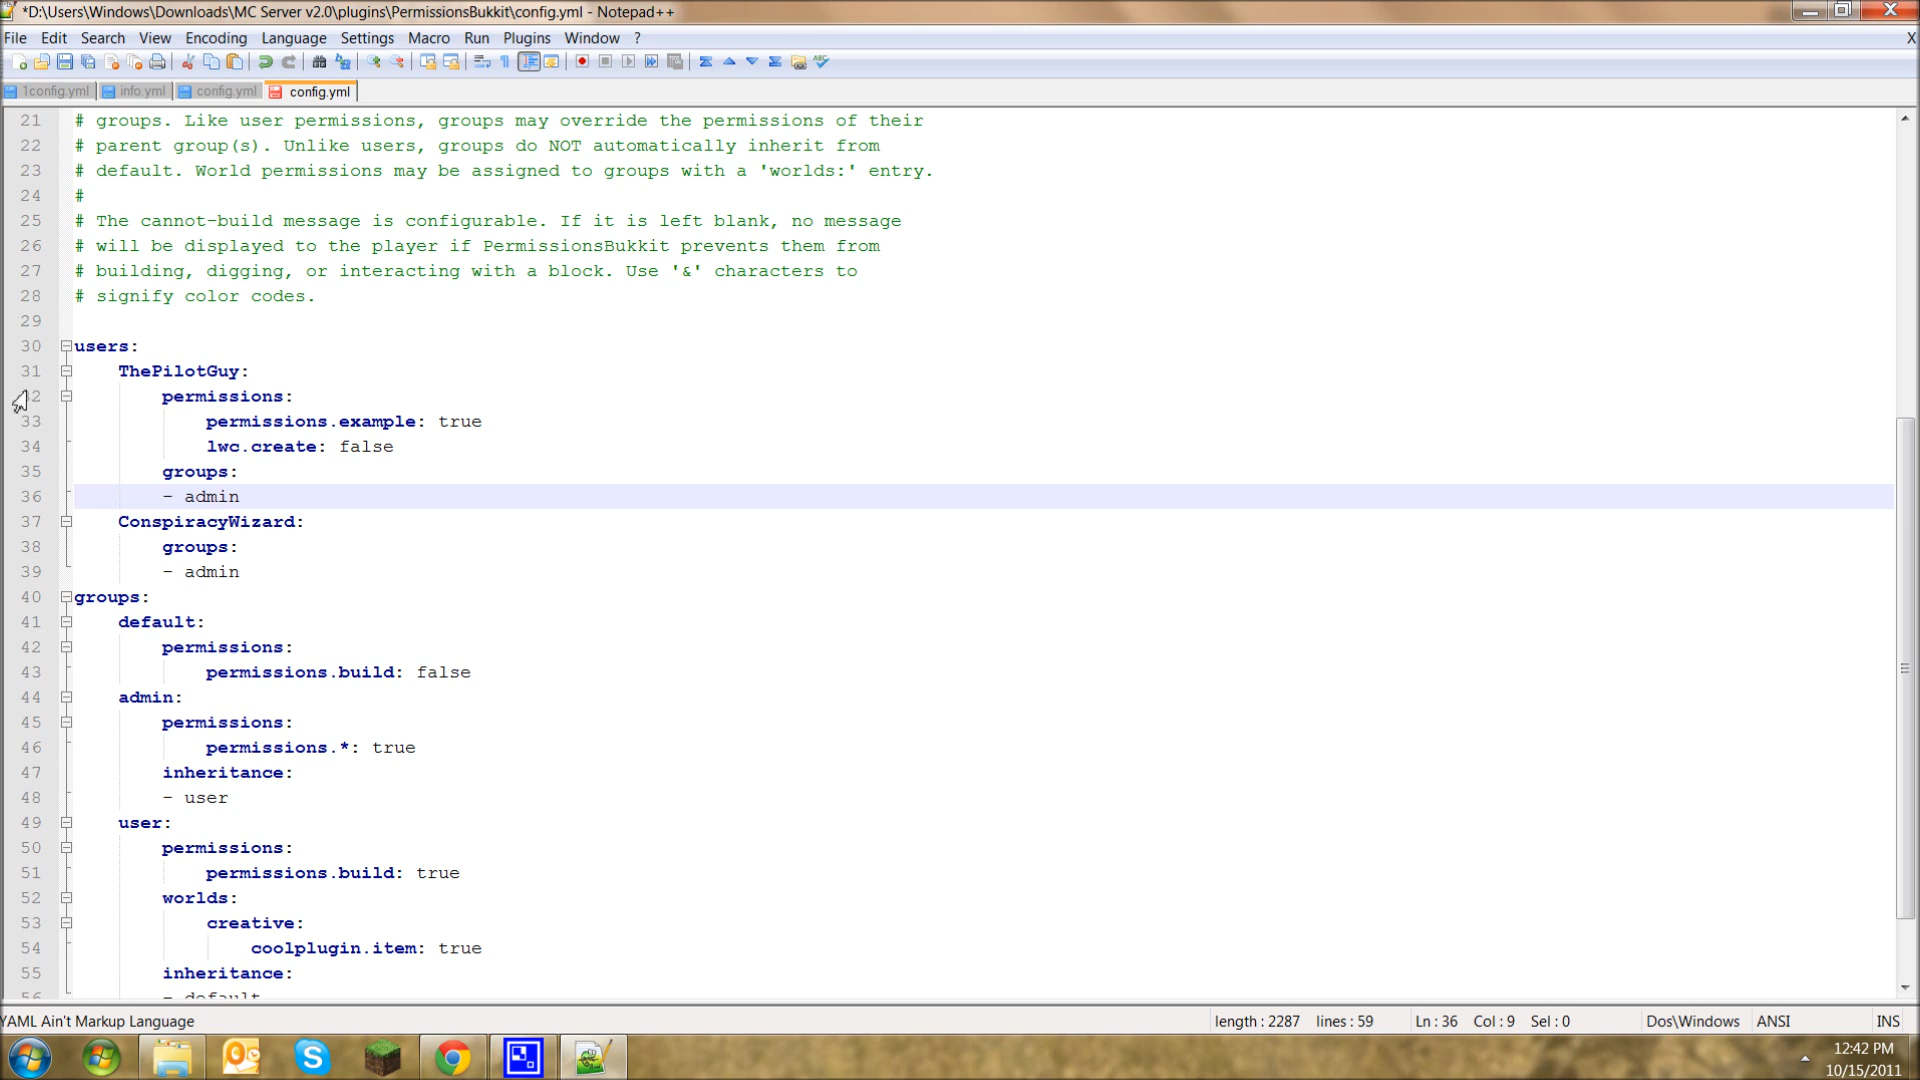 *D:\Users\Windows\Downloads\MC Server v2.0\plugins\PermissionsBukkit\config.yml - Notepad++
File Edit Search View Encoding Language Settings Macro Run Plugins Window ? X
1config.yml info.yml config.yml config.yml
21 # groups. Like user permissions, groups may override the permissions of their
22 # parent group(s). Unlike users, groups do NOT automatically inherit from
23 # default. World permissions may be assigned to groups with a 'worlds:' entry.
24 #
25 # The cannot-build message is configurable. If it is left blank, no message
26 # will be displayed to the player if PermissionsBukkit prevents them from
27 # building, digging, or interacting with a block. Use '&' characters to
28 # signify color codes.
29
30 users:
31 ThePilotGuy:
32 permissions:
33 permissions.example: true
34 lwc.create: false
35 groups:
36 - admin
37 ConspiracyWizard:
38 groups:
39 - admin
40 groups:
41 default:
42 permissions:
43 permissions.build: false
44 admin:
45 permissions:
46 permissions.*: true
47 inheritance:
48 - user
49 user:
50 permissions:
51 permissions.build: true
52 worlds:
53 creative:
54 coolplugin.item: true
55 inheritance:
56 - default
YAML Ain't Markup Language length : 2287 lines : 59 Ln : 36 Col : 9 Sel : 0 Dos\Windows ANSI INS
12:42 PM
10/15/2011